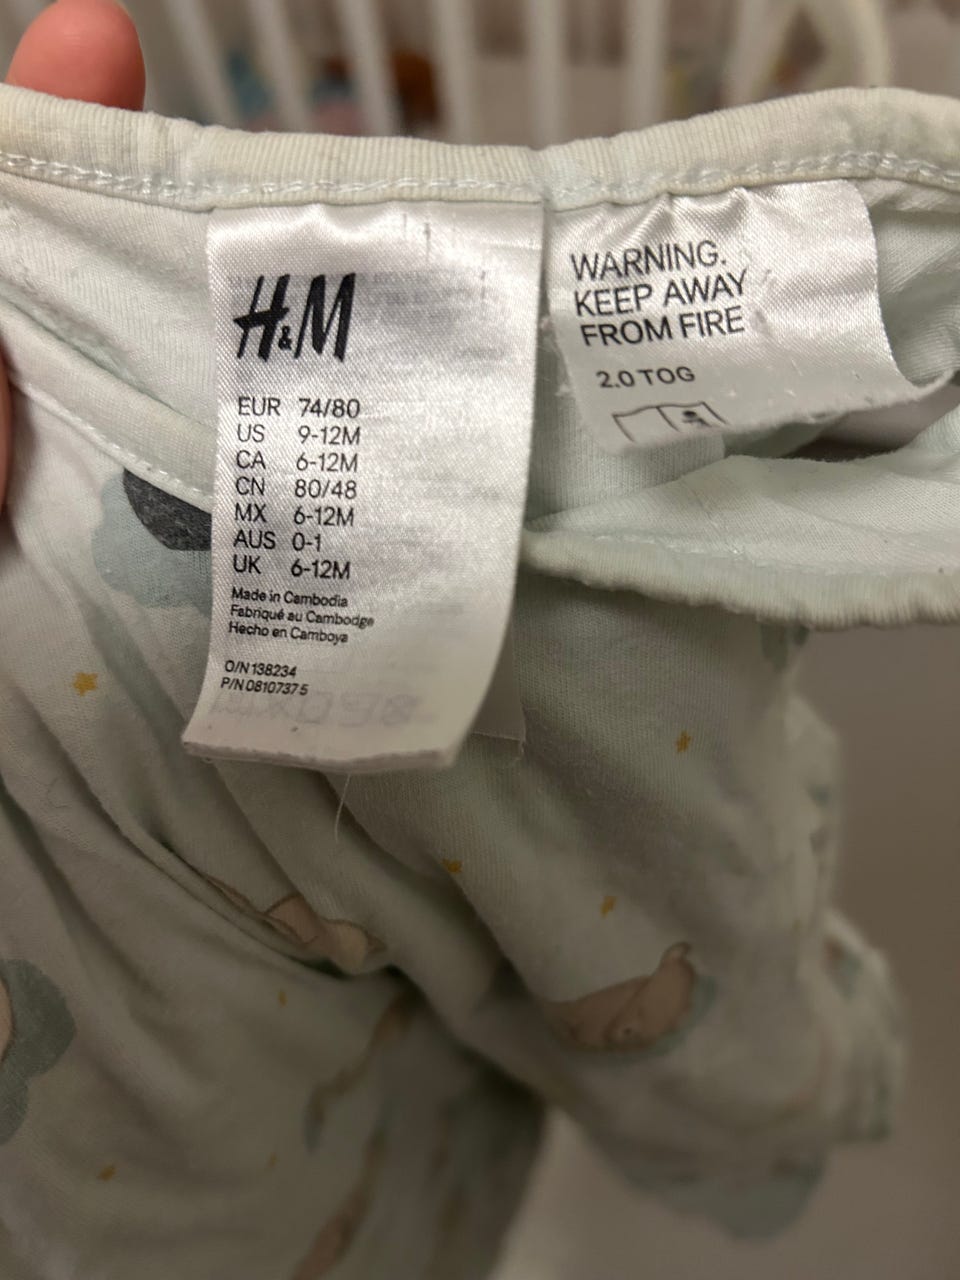 H&M
EUR 74/80
US 9-12M
CA 6-12M
CN 80/48
MX 6-12M
AUS 0-1
UK 6-12M
Made in Cambodia
Fabriqué au Cambodge
Hecho en Camboya
O/N 138234
P/N 0810737 5
WARNING.
KEEP AWAY
FROM FIRE
2.0 TOG